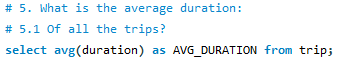 # 5. What is the average duration:
# 5.1 Of all the trips?
select avg(duration) as AVG_DURATION from trip;